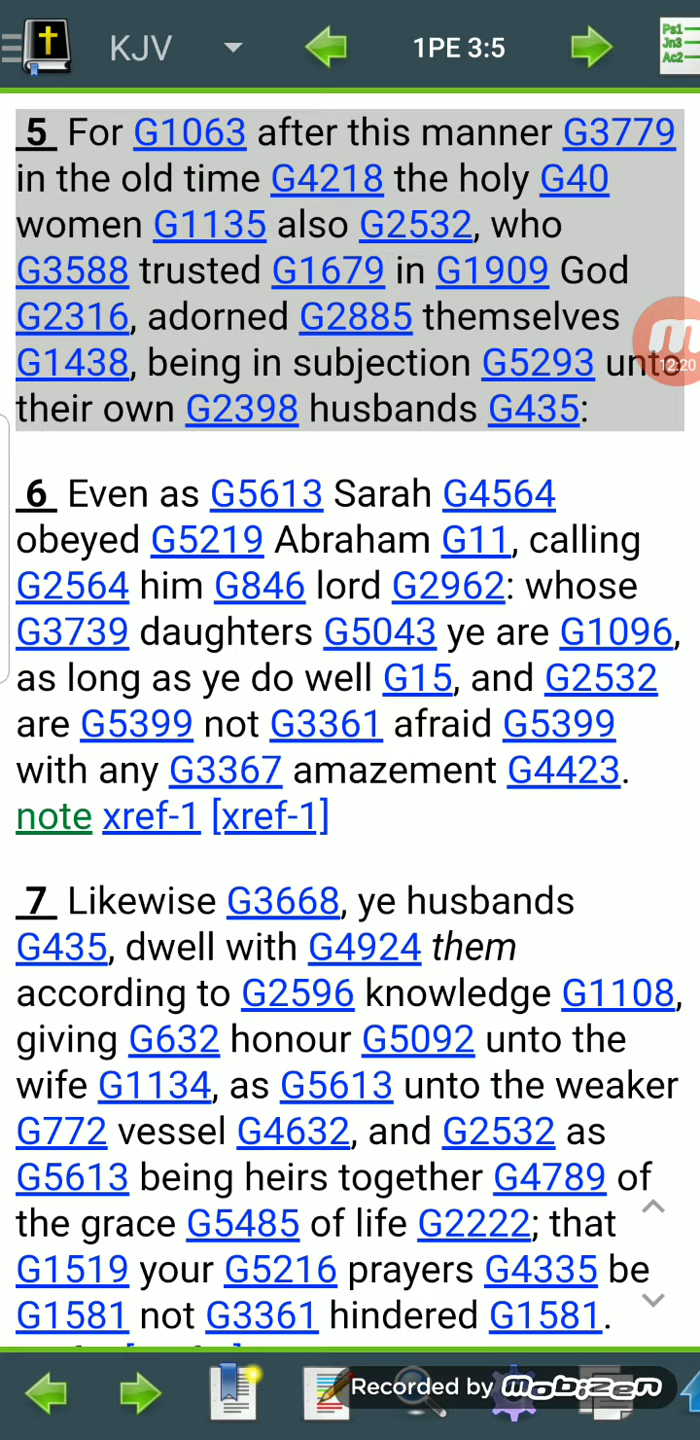 KJV
1PE 3:5
Ps1
Jn3
Ac2
5 For G1063 after this manner G3779
in the old time G4218 the holy G40
women G1135 also G2532, who
G3588 trusted G1679 in G1909 God
G2316, adorned G2885 themselves
G1438, being in subjection G5293 unto
12:20
their own G2398 husbands G435:
6 Even as G5613 Sarah G4564
obeyed G5219 Abraham G11, calling
G2564 him G846 lord G2962: whose
G3739 daughters G5043 ye are G1096,
as long as ye do well G15, and G2532
are G5399 not G3361 afraid G5399
with any G3367 amazement G4423.
note xref-1 [xref-1]
7 Likewise G3668, ye husbands
G435, dwell with G4924 them
according to G2596 knowledge G1108,
giving G632 honour G5092 unto the
wife G1134, as G5613 unto the weaker
G772 vessel G4632, and G2532 as
G5613 being heirs together G4789 of
the grace G5485 of life G2222; that
G1519 your G5216 prayers G4335 be
G1581 not G3361 hindered G1581.
Recorded by mobizen